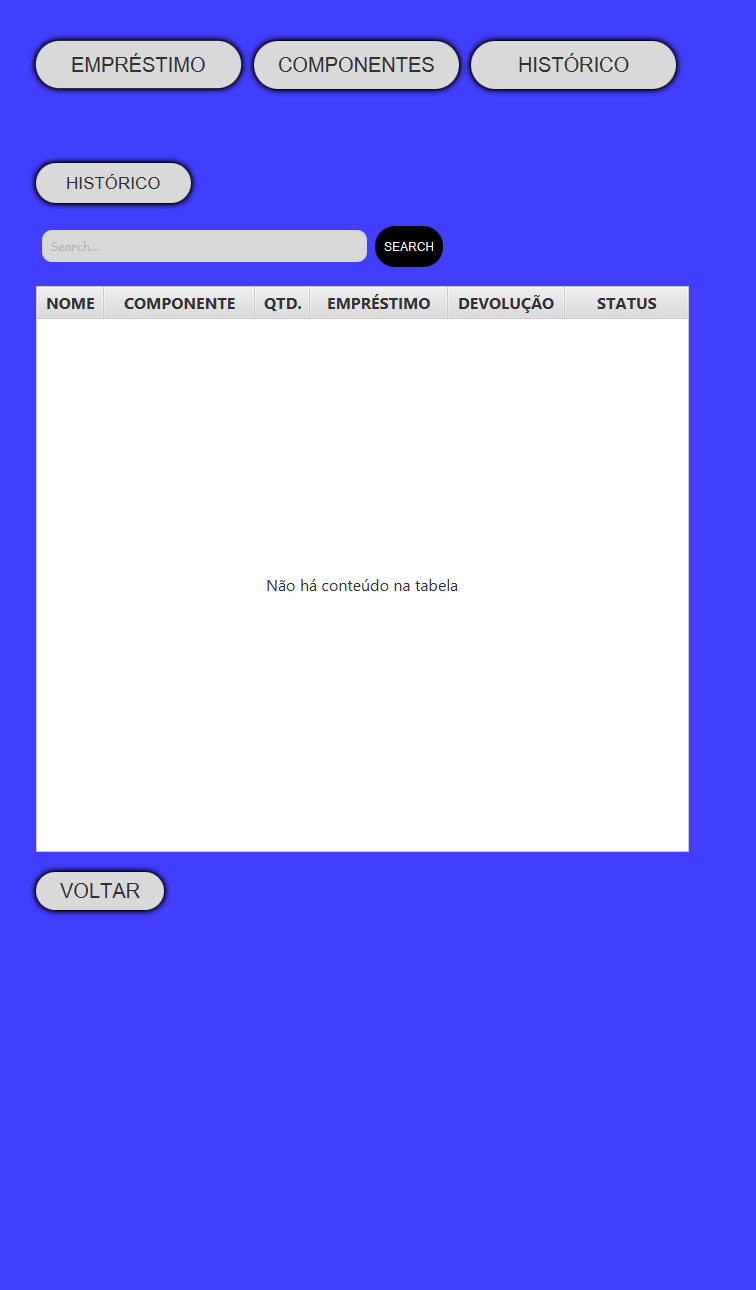 EMPRÉSTIMO COMPONENTES HISTÓRICO
HISTÓRICO
Search... SEARCH
NOME COMPONENTE QTD. EMPRÉSTIMO DEVOLUÇÃO STATUS
Não há conteúdo na tabela
VOLTAR